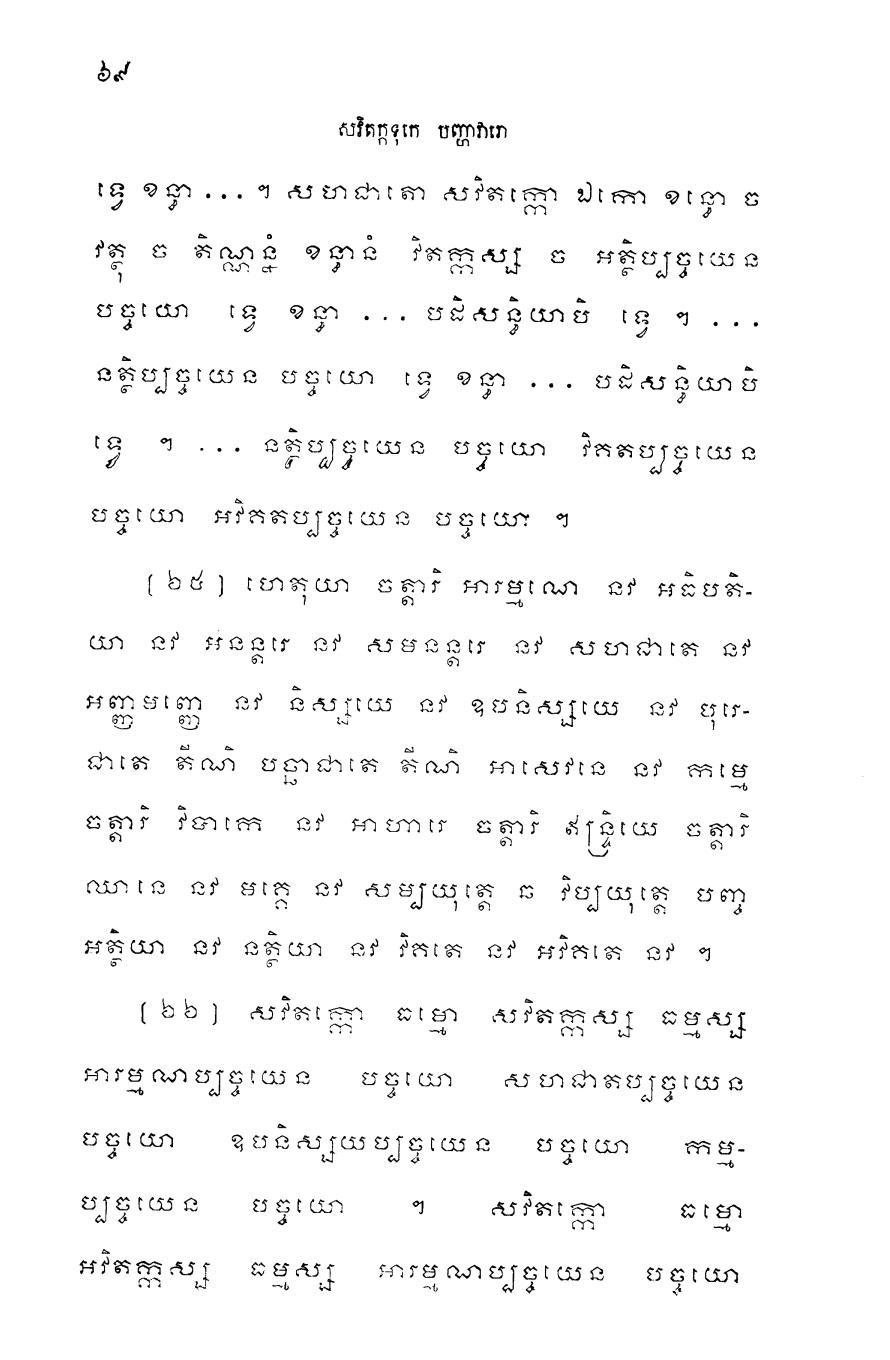 ៦៩
សវិតក្កទុកេ បញ្ហាវារោ
ទ្វេ ខន្ធា ... ។ សហជាតោ សវិតក្កោ ឯកោ ខន្ធោ ច
វត្ថុ ច តិណ្ណន្នំ ខន្ធានំ វិតក្កស្ស ច អត្ថិប្បច្ចយេន
បច្ចយោ ទ្វេ ខន្ធា ... បដិសន្ធិយាបិ ទ្វេ ។ ...
នត្ថិប្បច្ចយេន បច្ចយោ ទ្វេ ខន្ធា ... បដិសន្ធិយាបិ
ទ្វេ ។ ... នត្ថិប្បច្ចយេន បច្ចយោ វិគតប្បច្ចយេន
បច្ចយោ អវិគតប្បច្ចយេន បច្ចយោ ។
[ ៦៥ ] ហេតុយា ចត្តារិ អារម្មណេ នវ អធិបតិ-
យា នវ អនន្តរេ នវ សមនន្តរេ នវ សហជាតេ នវ
អញ្ញមញ្ញេ នវ និស្សយេ នវ ឧបនិស្សយេ នវ បុរេ-
ជាតេ តីណិ បច្ឆាជាតេ តីណិ អាសេវនេ នវ កម្មេ
ចត្តារិ វិបាកេ នវ អាហារេ ចត្តារិ ឥន្ទ្រិយេ ចត្តារិ
ឈានេ នវ មគ្គេ នវ សម្បយុត្តេ ឆ វិប្បយុត្តេ បញ្ច
អត្ថិយា នវ នត្ថិយា នវ វិគតេ នវ អវិគតេ នវ ។
[ ៦៦ ] សវិតក្កោ ធម្មោ សវិតក្កស្ស ធម្មស្ស
អារម្មណប្បច្ចយេន បច្ចយោ សហជាតប្បច្ចយេន
បច្ចយោ ឧបនិស្សយប្បច្ចយេន បច្ចយោ កម្ម-
ប្បច្ចយេន បច្ចយោ ។ សវិតក្កោ ធម្មោ
អវិតក្កស្ស ធម្មស្ស អារម្មណប្បច្ចយេន បច្ចយោ